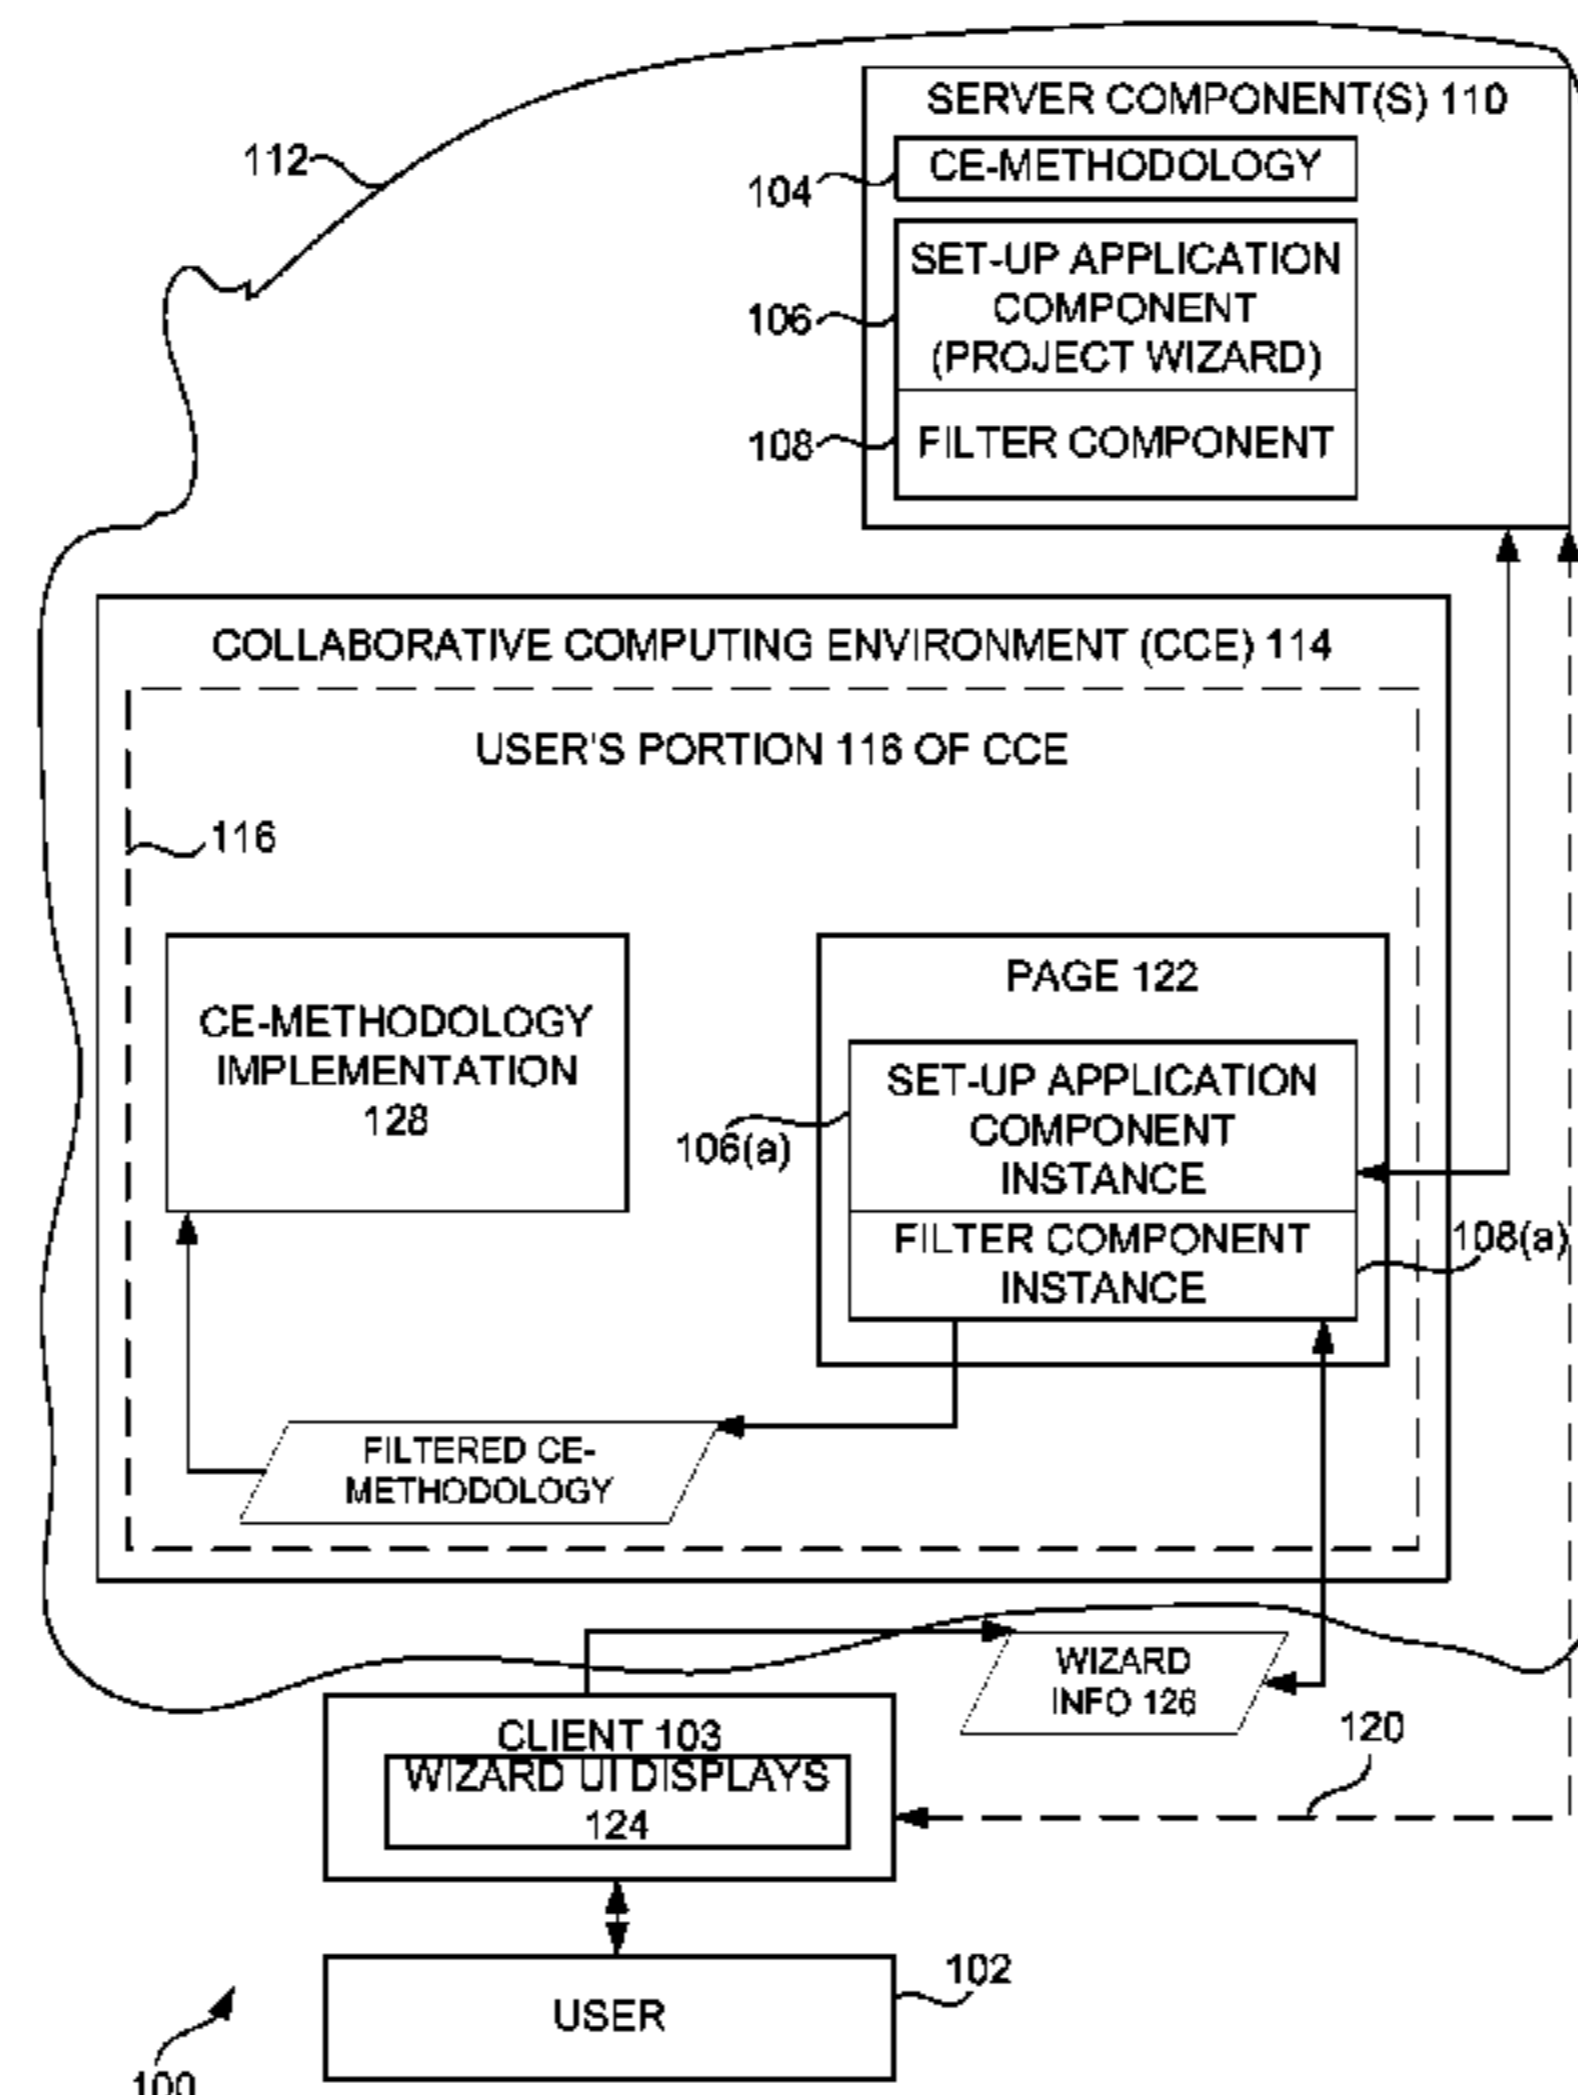 SERVER COMPONENT(S) 110
112
CE-METHODOLOGY
104
SET-UP APPLICATION
COMPONENT
(PROJECT WIZARD)
106
FILTER COMPONENT
108
COLLABORATIVE COMPUTING ENVIRONMENT (CCE) 114
USER'S PORTION 116 OF CCE
116
PAGE 122
CE-METHODOLOGY
IMPLEMENTATION
128
SET-UP APPLICATION
COMPONENT
INSTANCE
106(a)
FILTER COMPONENT
INSTANCE
108(a)
FILTERED CE-
METHODOLOGY
WIZARD
INFO 126
120
CLIENT 103
WIZARD UI DISPLAYS
124
102
USER
100